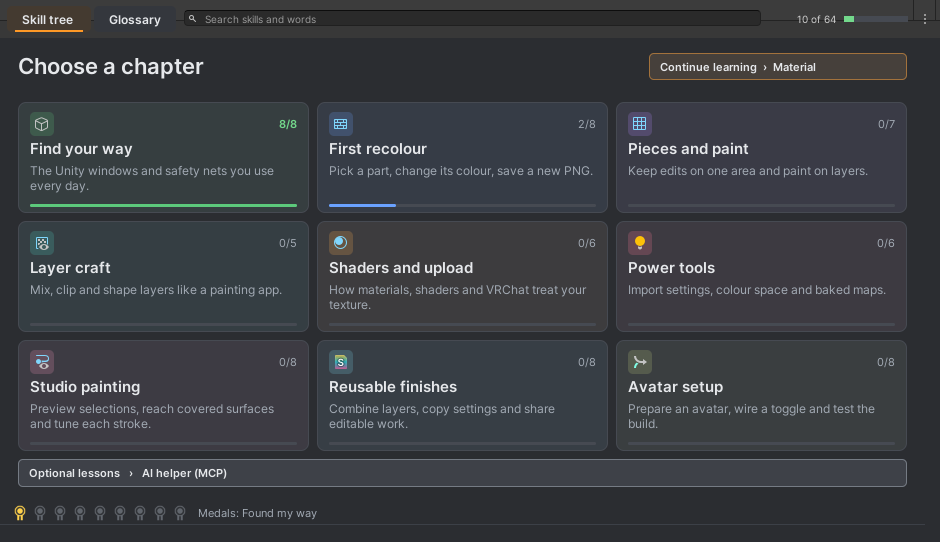 Skill tree
Glossary
Search skills and words
10 of 64
Choose a chapter
Continue learning › Material
8/8
Find your way
The Unity windows and safety nets you use
every day.
2/8
First recolour
Pick a part, change its colour, save a new PNG.
0/7
Pieces and paint
Keep edits on one area and paint on layers.
0/5
Layer craft
Mix, clip and shape layers like a painting app.
0/6
Shaders and upload
How materials, shaders and VRChat treat your
texture.
0/6
Power tools
Import settings, colour space and baked maps.
0/8
Studio painting
Preview selections, reach covered surfaces
and tune each stroke.
S
0/8
Reusable finishes
Combine layers, copy settings and share
editable work.
0/8
Avatar setup
Prepare an avatar, wire a toggle and test the
build.
Optional lessons › AI helper (MCP)
Medals: Found my way